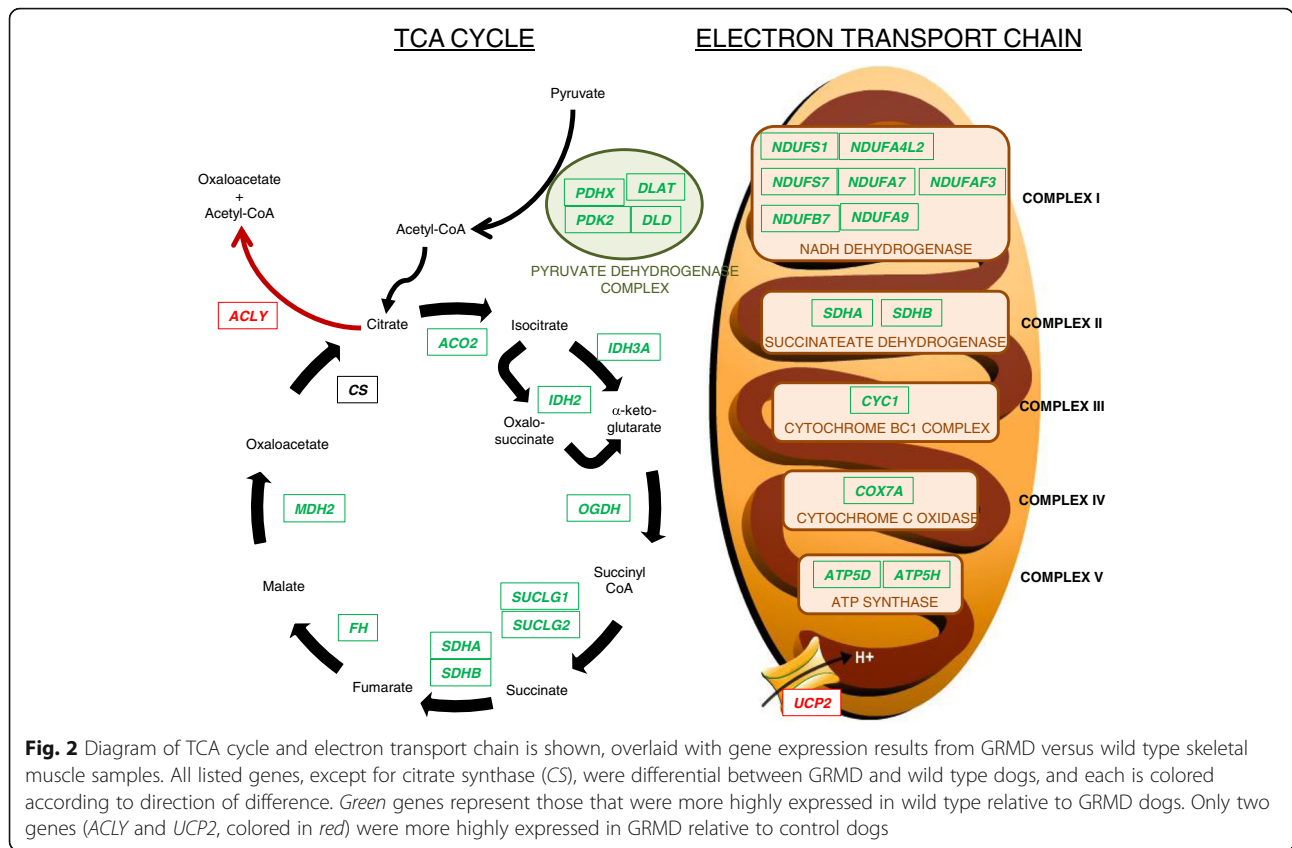 TCA CYCLE
ELECTRON TRANSPORT CHAIN
Pyruvate
PDHX
DLAT
PDK2
DLD
PYRUVATE DEHYDROGENASE
COMPLEX
Oxaloacetate
+
Acetyl-CoA
Acetyl-CoA
ACLY
Citrate
ACO2
Isocitrate
IDH3A
CS
IDH2
Oxalo-
succinate
α-keto-
glutarate
Oxaloacetate
MDH2
OGDH
Malate
Succinyl
CoA
SUCLG1
SUCLG2
FH
SDHA
SDHB
Fumarate
Succinate
NDUFS1
NDUFA4L2
NDUFS7
NDUFA7
NDUFAF3
NDUFB7
NDUFA9
NADH DEHYDROGENASE
COMPLEX I
SDHA
SDHB
SUCCINATEATE DEHYDROGENASE
COMPLEX II
CYC1
CYTOCHROME BC1 COMPLEX
COMPLEX III
COX7A
CYTOCHROME C OXIDASE
COMPLEX IV
ATP5D
ATP5H
ATP SYNTHASE
COMPLEX V
H+
UCP2
Fig. 2 Diagram of TCA cycle and electron transport chain is shown, overlaid with gene expression results from GRMD versus wild type skeletal
muscle samples. All listed genes, except for citrate synthase (CS), were differential between GRMD and wild type dogs, and each is colored
according to direction of difference. Green genes represent those that were more highly expressed in wild type relative to GRMD dogs. Only two
genes (ACLY and UCP2, colored in red) were more highly expressed in GRMD relative to control dogs